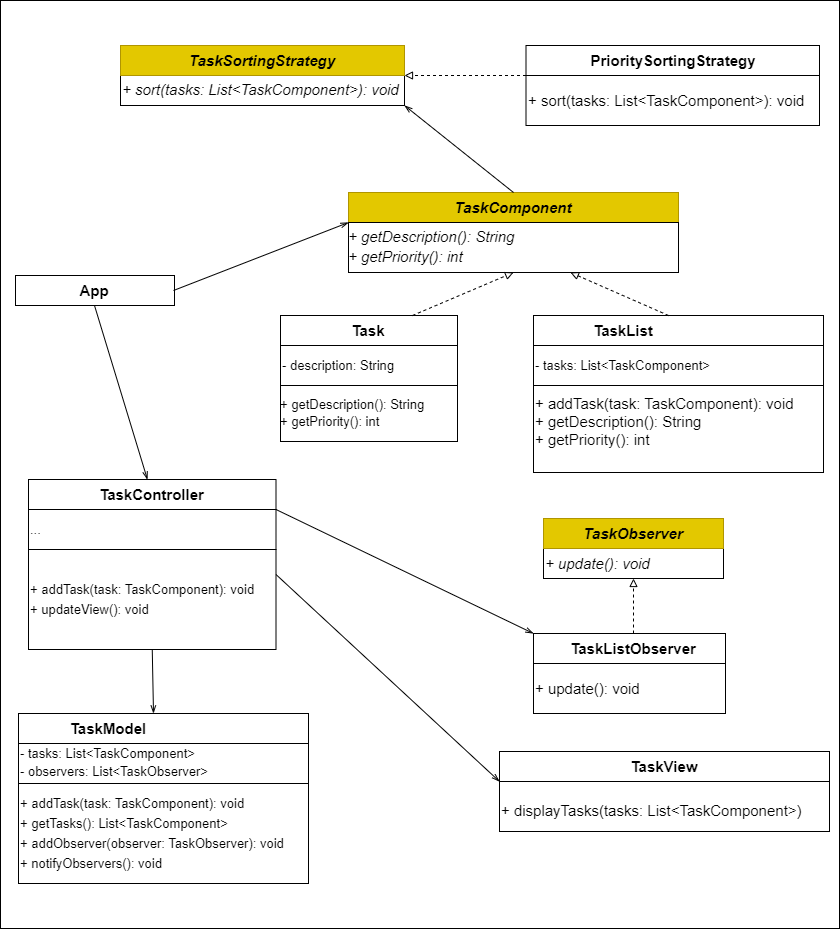 TaskSortingStrategy
+ sort(tasks: List<TaskComponent>): void
PrioritySortingStrategy
+ sort(tasks: List<TaskComponent>): void
TaskComponent
+ getDescription(): String
+ getPriority(): int
App
Task
- description: String
+ getDescription(): String
+ getPriority(): int
TaskList
- tasks: List<TaskComponent>
+ addTask(task: TaskComponent): void
+ getDescription(): String
+ getPriority(): int
TaskController
...
+ addTask(task: TaskComponent): void
+ updateView(): void
TaskObserver
+ update(): void
TaskListObserver
+ update(): void
TaskModel
- tasks: List<TaskComponent>
- observers: List<TaskObserver>
+ addTask(task: TaskComponent): void
+ getTasks(): List<TaskComponent>
+ addObserver(observer: TaskObserver): void
+ notifyObservers(): void
TaskView
+ displayTasks(tasks: List<TaskComponent>)